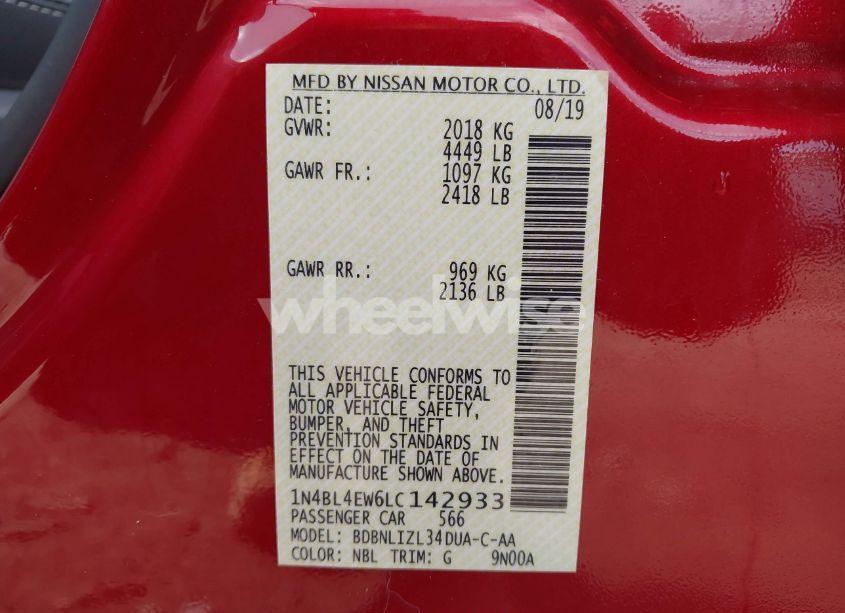 MFD BY NISSAN MOTOR CO., LTD.
DATE: 08/19
GVWR: 2018 KG
4449 LB
GAWR FR.: 1097 KG
2418 LB
GAWR RR.: 969 KG
2136 LB
wheelwise
THIS VEHICLE CONFORMS TO
ALL APPLICABLE FEDERAL
MOTOR VEHICLE SAFETY,
BUMPER, AND THEFT
PREVENTION STANDARDS IN
EFFECT ON THE DATE OF
MANUFACTURE SHOWN ABOVE.
1N4BL4EW6LC142933
PASSENGER CAR 566
MODEL: BDBNLIZL34DUA-C-AA
COLOR: NBL TRIM: G 9N00A